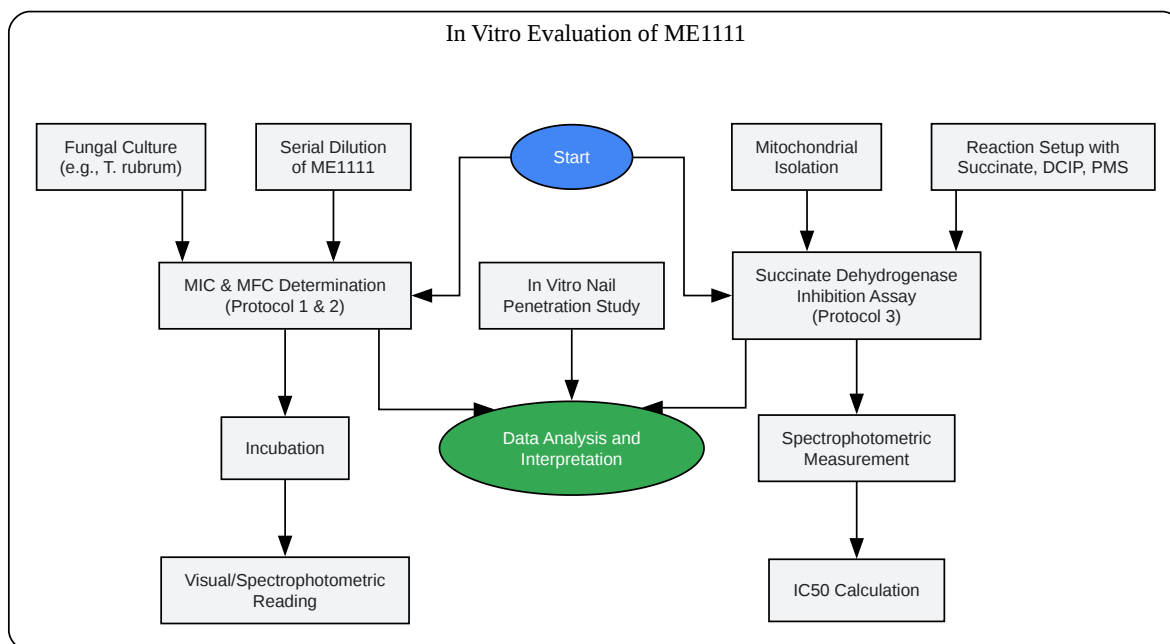 In Vitro Evaluation of ME1111
Fungal Culture
(e.g., T. rubrum)
Serial Dilution
of ME1111
Start
Mitochondrial
Isolation
Reaction Setup with
Succinate, DCIP, PMS
MIC & MFC Determination
(Protocol 1 & 2)
In Vitro Nail
Penetration Study
Succinate Dehydrogenase
Inhibition Assay
(Protocol 3)
Incubation
Data Analysis and
Interpretation
Spectrophotometric
Measurement
Visual/Spectrophotometric
Reading
IC50 Calculation